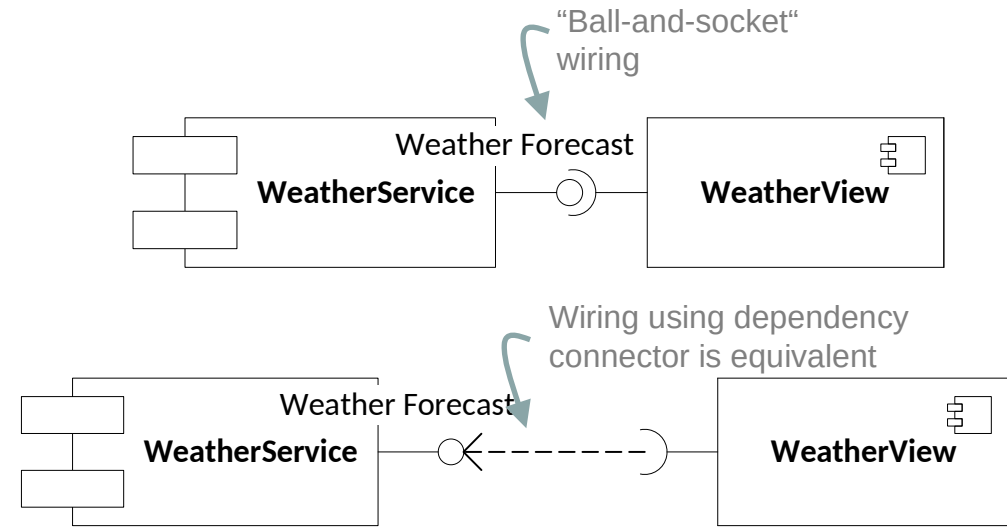 “Ball-and-socket“
wiring
Weather Forecast
WeatherService
WeatherView
Wiring using dependency
connector is equivalent
Weather Forecast
WeatherService
WeatherView